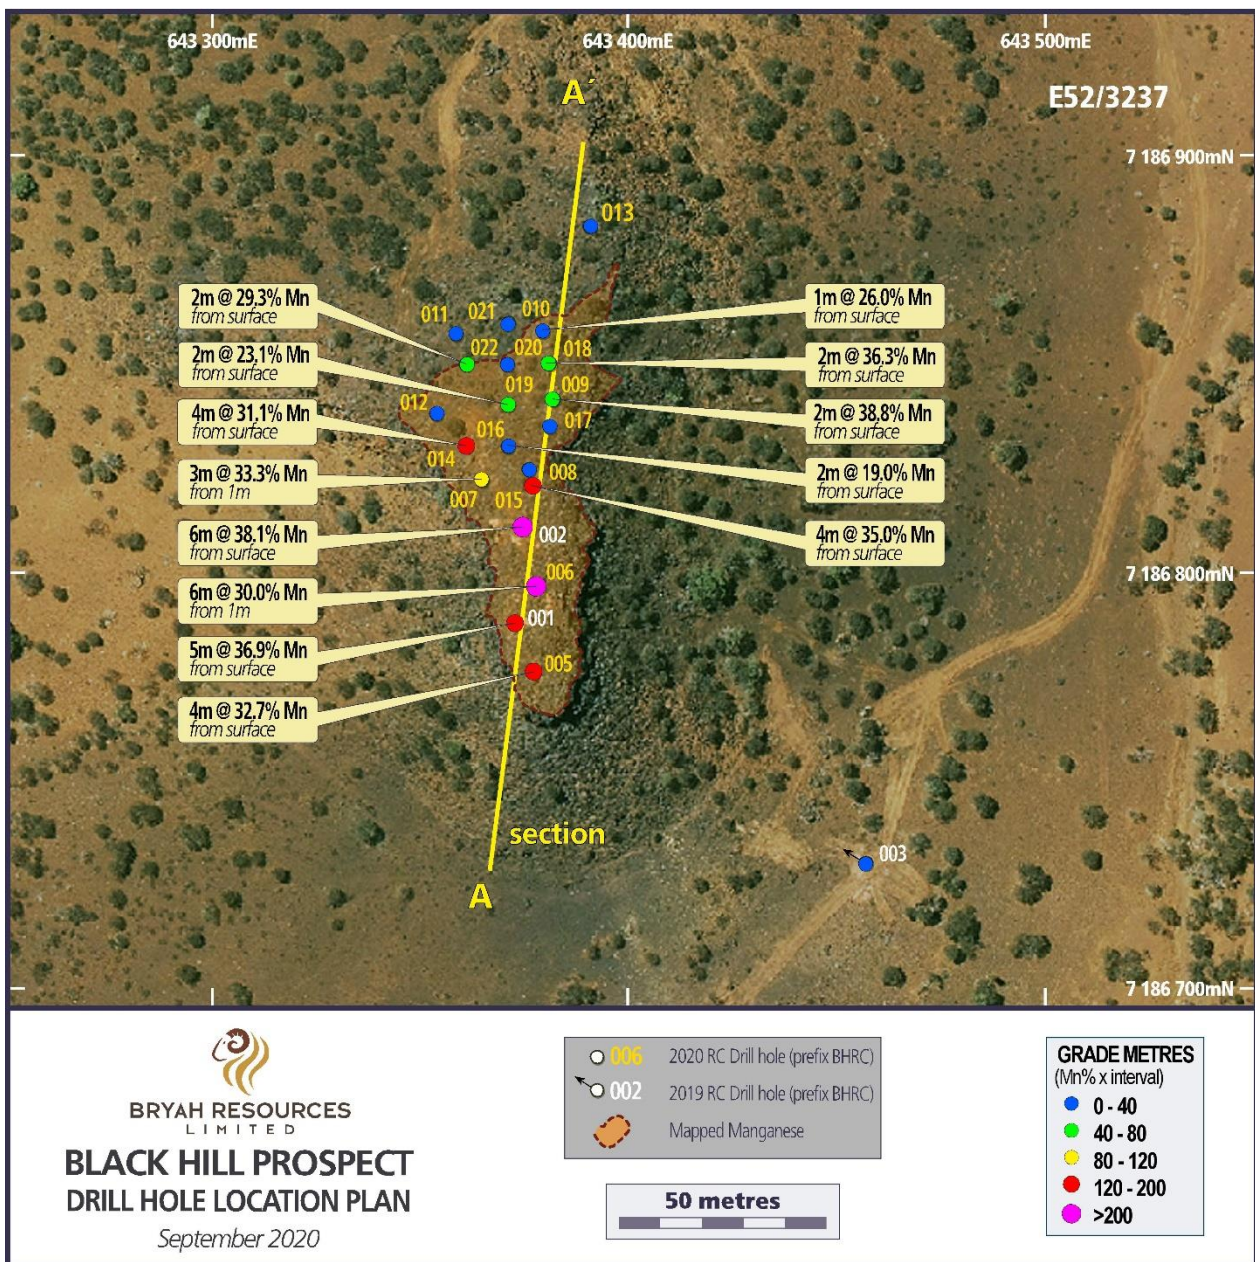 643 300mE
643 400mE
643 500mE
A´
E52/3237
7 186 900mN
013
2m @ 29.3% Mn
from surface
1m @ 26.0% Mn
from surface
011
021
010
022
020
018
2m @ 23.1% Mn
from surface
2m @ 36.3% Mn
from surface
019
009
012
017
4m @ 31.1% Mn
from surface
2m @ 38.8% Mn
from surface
016
014
008
3m @ 33.3% Mn
from 1m
2m @ 19.0% Mn
from surface
007
015
6m @ 38.1% Mn
from surface
4m @ 35.0% Mn
from surface
002
7 186 800mN
006
6m @ 30.0% Mn
from 1m
001
5m @ 36.9% Mn
from surface
005
4m @ 32.7% Mn
from surface
section
003
A
7 186 700mN
BRYAH RESOURCES
LIMITED
BLACK HILL PROSPECT
DRILL HOLE LOCATION PLAN
September 2020
006 2020 RC Drill hole (prefix BHRC)
002 2019 RC Drill hole (prefix BHRC)
Mapped Manganese
50 metres
GRADE METRES
(Mn% x interval)
0 - 40
40 - 80
80 - 120
120 - 200
>200